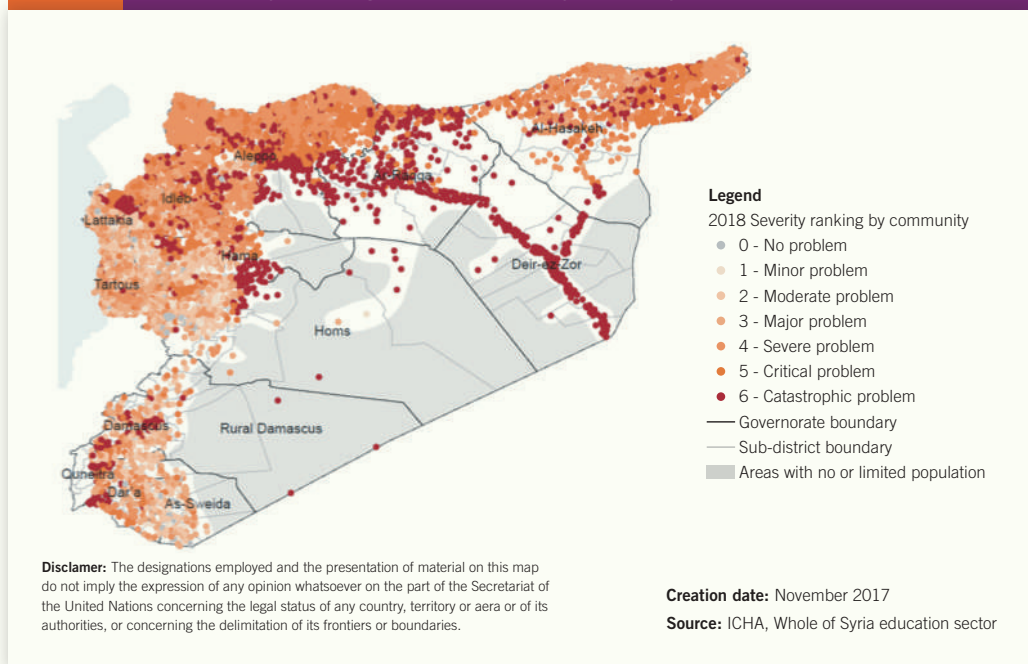 Aleppo
Al-Hasakeh
Ar-Raqqa
Idleb
Lattakia
Hama
Deir-ez-Zor
Tartous
Homs
Damascus
Rural Damascus
Quneitra
Dar'a
As-Sweida
Legend
2018 Severity ranking by community
0 - No problem
1 - Minor problem
2 - Moderate problem
3 - Major problem
4 - Severe problem
5 - Critical problem
6 - Catastrophic problem
Governorate boundary
Sub-district boundary
Areas with no or limited population
Disclamer: The designations employed and the presentation of material on this map
do not imply the expression of any opinion whatsoever on the part of the Secretariat of
the United Nations concerning the legal status of any country, territory or aera or of its
authorities, or concerning the delimitation of its frontiers or boundaries.
Creation date: November 2017
Source: ICHA, Whole of Syria education sector